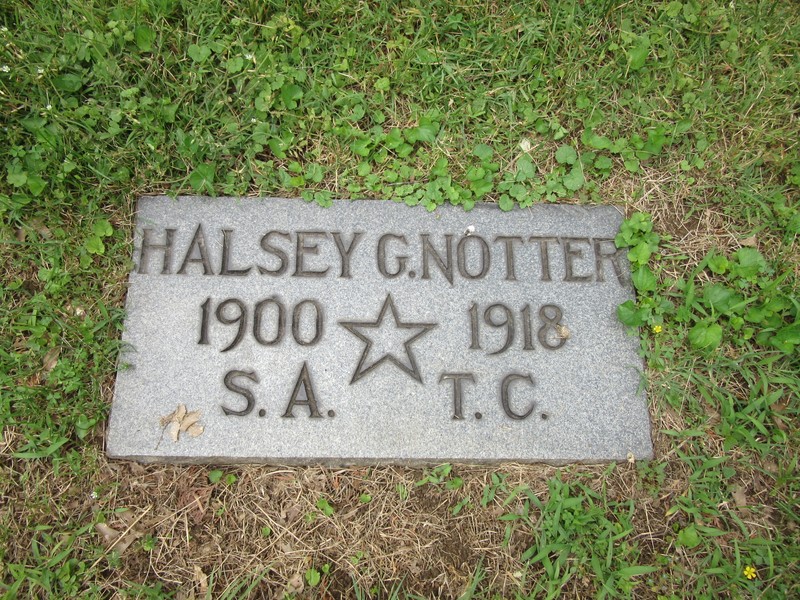 HALSEY G. NOTTER
1900 1918
S. A. T. C.